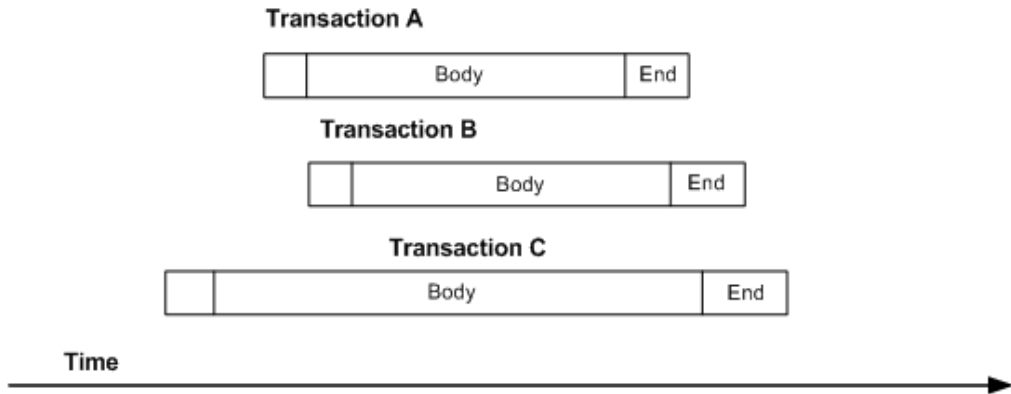 Transaction A
Body End
Transaction B
Body End
Transaction C
Body End
Time